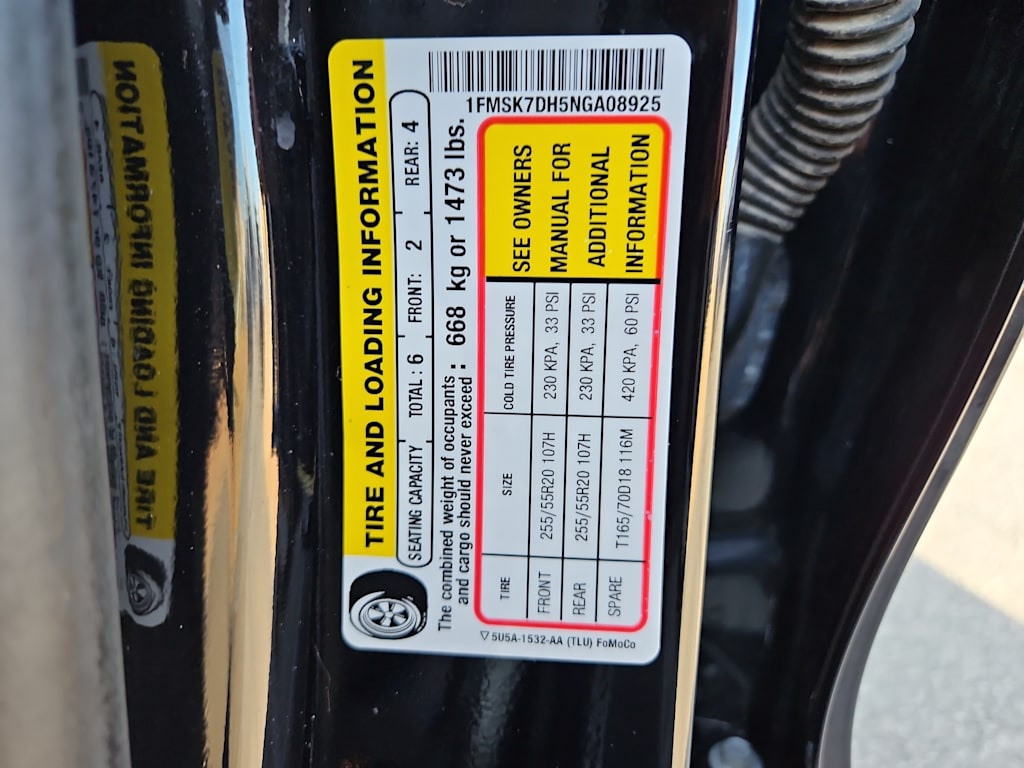 TIRE AND LOADING INFORMATION
SEATING CAPACITY TOTAL : 6 FRONT: 2 REAR: 4
The combined weight of occupants
and cargo should never exceed : 668 kg or 1473 lbs.
TIRE SIZE COLD TIRE PRESSURE
FRONT 255/55R20 107H 230 KPA, 33 PSI
REAR 255/55R20 107H 230 KPA, 33 PSI
SPARE T165/70D18 116M 420 KPA, 60 PSI
SEE OWNERS
MANUAL FOR
ADDITIONAL
INFORMATION
5U5A-1532-AA (TLU) FoMoCo
1FMSK7DH5NGA08925
TIRE AND LOADING INFORMATION